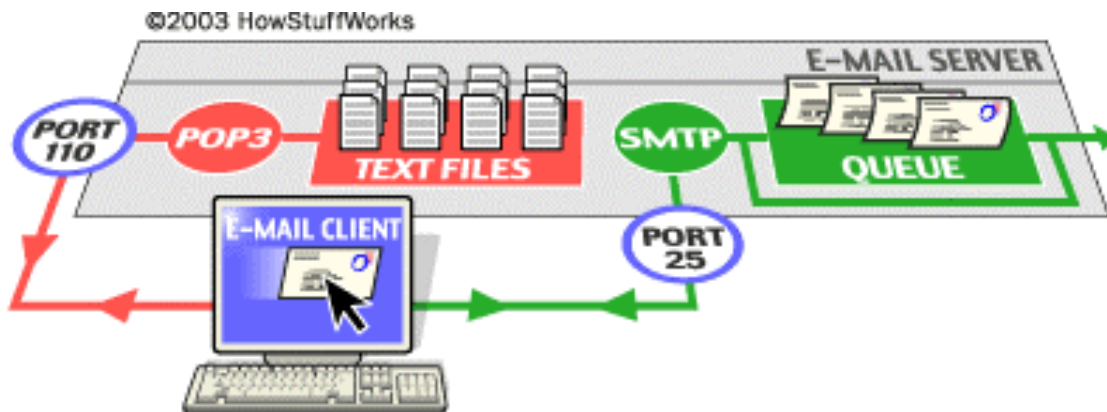 ©2003 HowStuffWorks
E-MAIL SERVER
PORT
110
POP3
TEXT FILES
SMTP
QUEUE
E-MAIL CLIENT
PORT
25